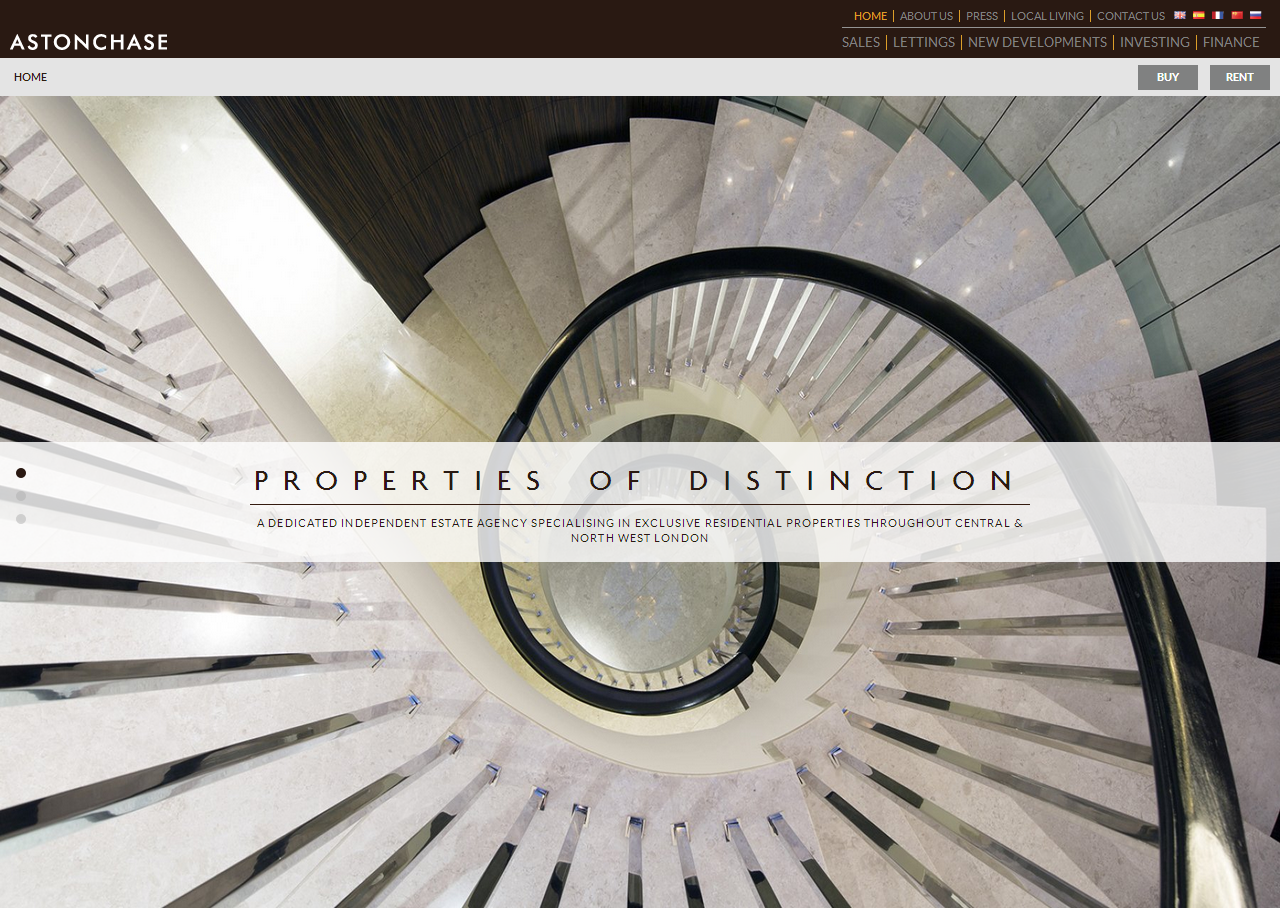 HOME | ABOUT US | PRESS | LOCAL LIVING | CONTACT US
ASTONCHASE
SALES | LETTINGS | NEW DEVELOPMENTS | INVESTING | FINANCE
HOME
BUY
RENT
PROPERTIES OF DISTINCTION
A DEDICATED INDEPENDENT ESTATE AGENCY SPECIALISING IN EXCLUSIVE RESIDENTIAL PROPERTIES THROUGHOUT CENTRAL &
NORTH WEST LONDON